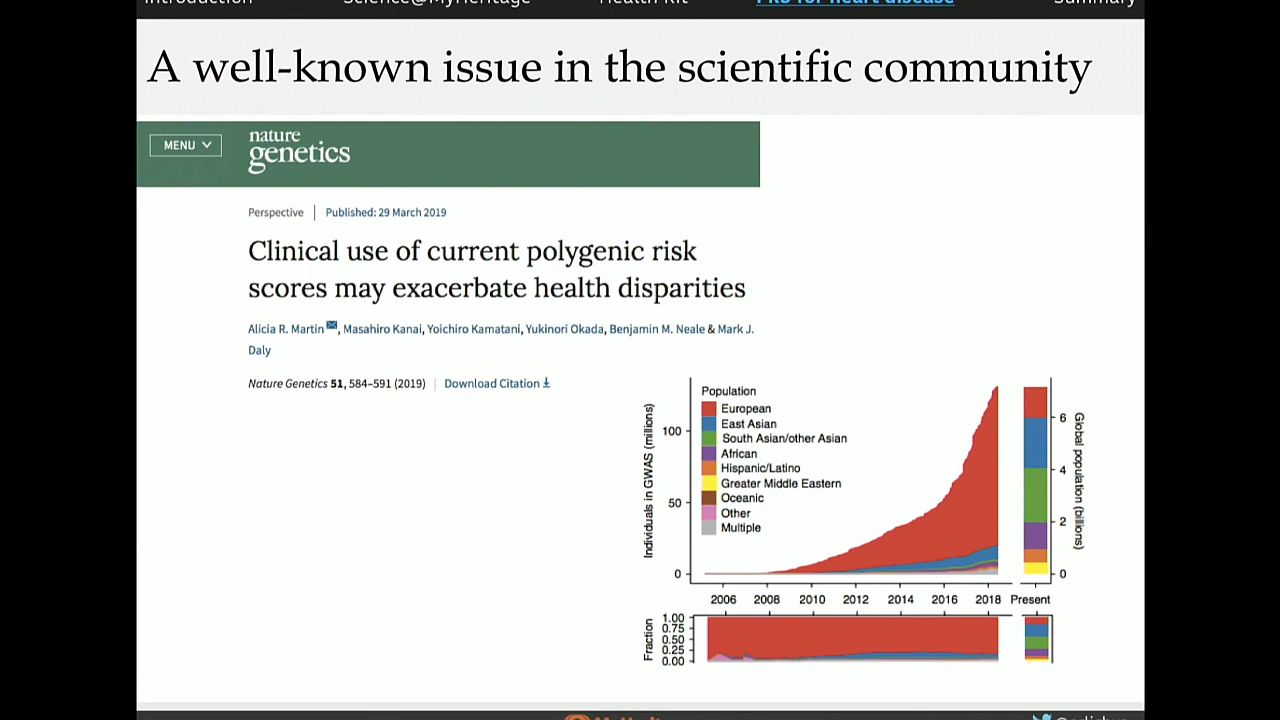 Introduction Science@MyHeritage Health Kit PRS for heart disease Summary
A well-known issue in the scientific community
MENU
nature
genetics
Perspective | Published: 29 March 2019
Clinical use of current polygenic risk
scores may exacerbate health disparities
Alicia R. Martin, Masahiro Kanai, Yoichiro Kamatani, Yukinori Okada, Benjamin M. Neale & Mark J.
Daly
Nature Genetics 51, 584–591 (2019) | Download Citation
Population
European
East Asian
South Asian/other Asian
African
Hispanic/Latino
Greater Middle Eastern
Oceanic
Other
Multiple
Individuals in GWAS (millions)
100
50
0
Global population (billions)
6
4
2
0
2006 2008 2010 2012 2014 2016 2018 Present
Fraction
1.00
0.75
0.50
0.25
0.00